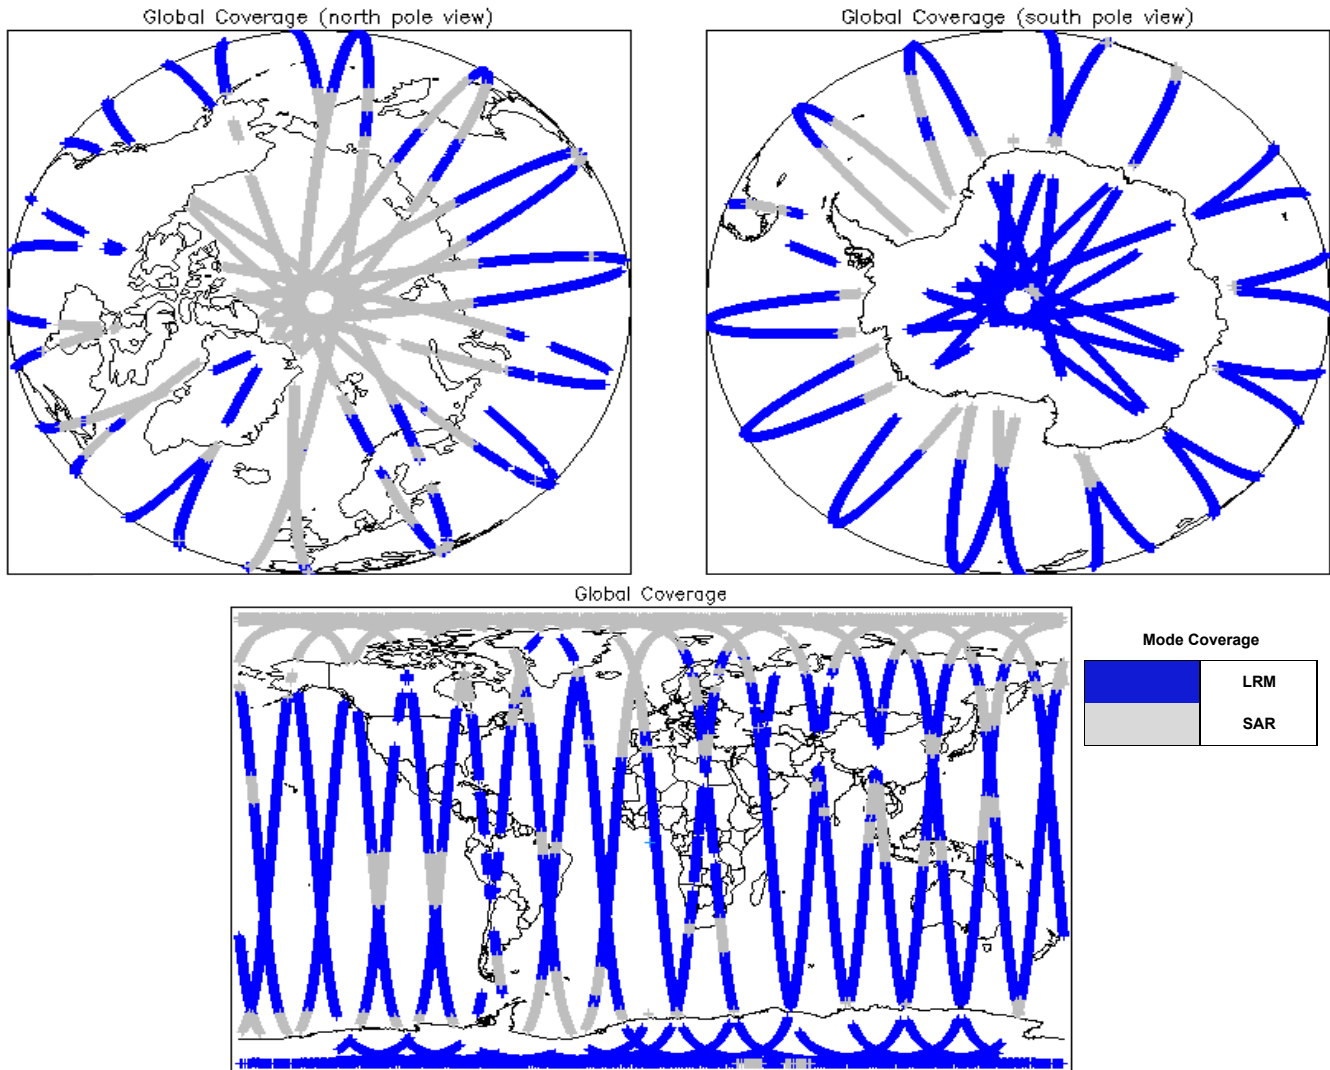 Global Coverage (north pole view)
Global Coverage (south pole view)
Global Coverage
Mode Coverage
LRM
SAR